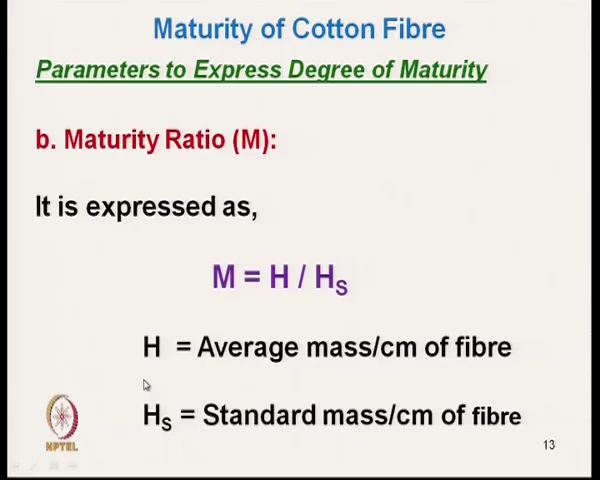 Maturity of Cotton Fibre
Parameters to Express Degree of Maturity
b. Maturity Ratio (M):
It is expressed as,
M = H / HS
H = Average mass/cm of fibre
HS = Standard mass/cm of fibre
NPTEL
13